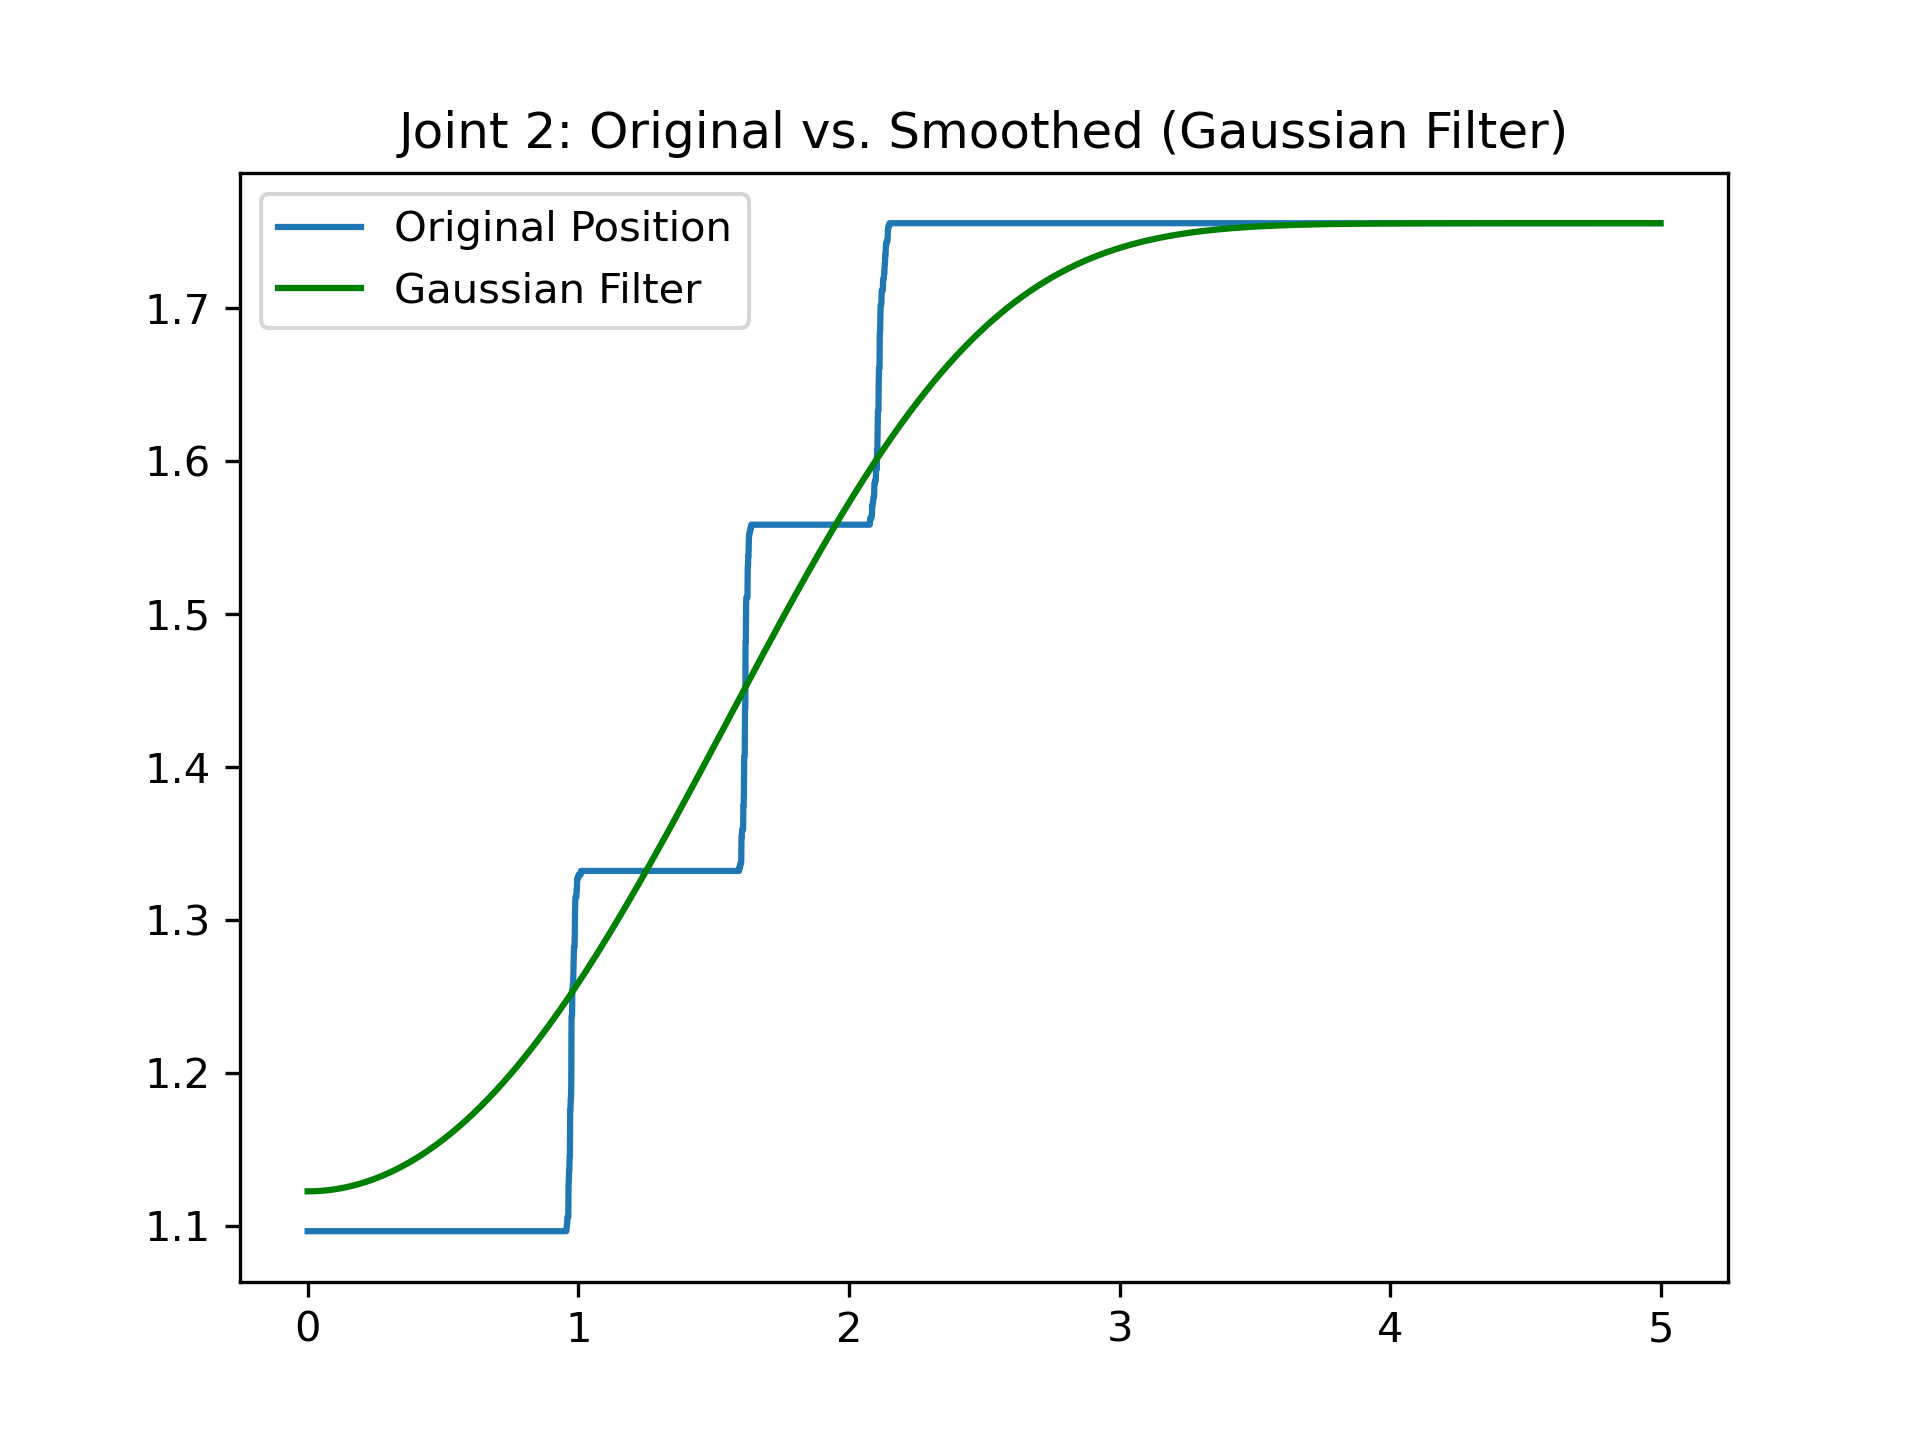 Joint 2: Original vs. Smoothed (Gaussian Filter)
Original Position
Gaussian Filter
1.7
1.6
1.5
1.4
1.3
1.2
1.1
0 1 2 3 4 5